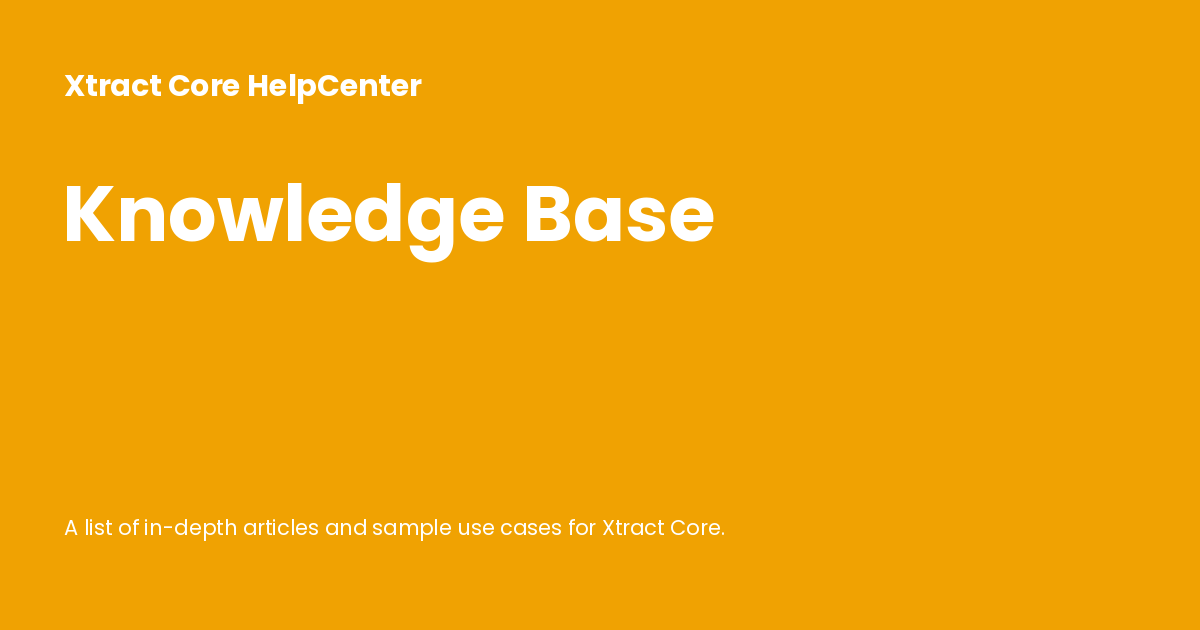 Xtract Core HelpCenter
Knowledge Base
A list of in-depth articles and sample use cases for Xtract Core.